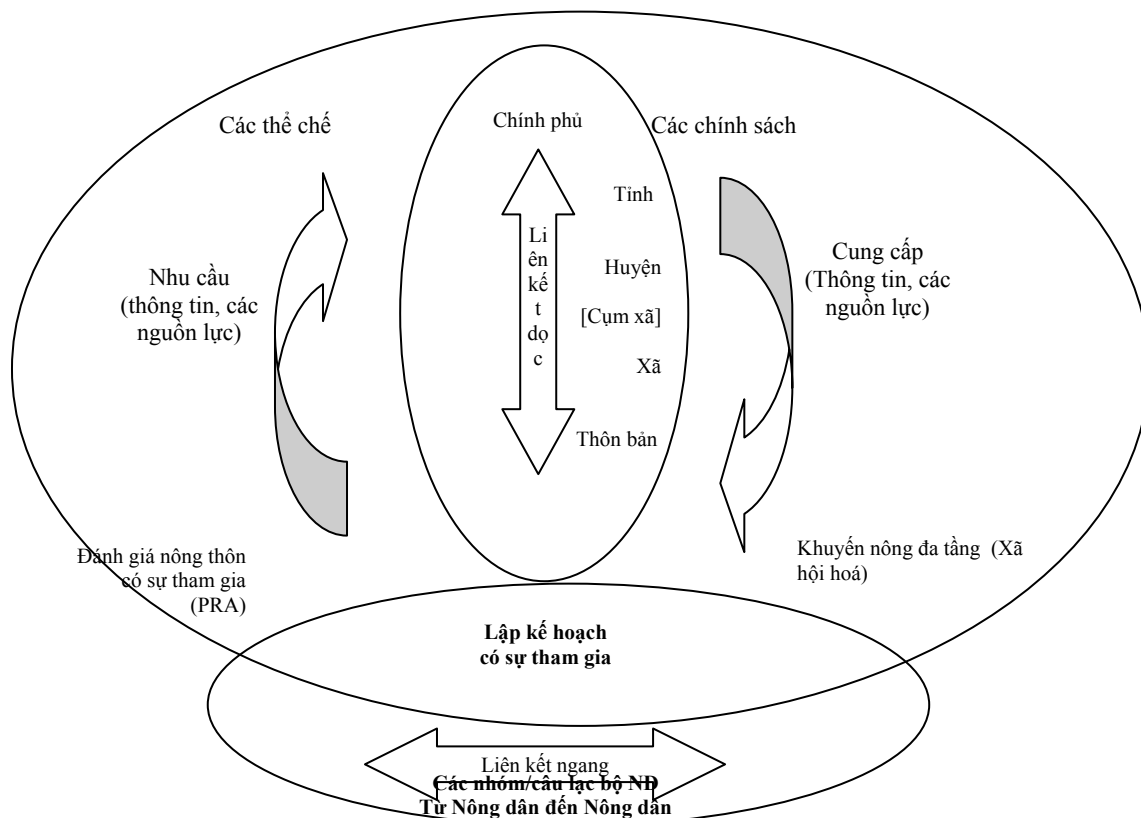 Các thể chế
Chính phủ
Các chính sách
Tỉnh
Li
ên
kế
t
dọ
c
Huyện
[Cụm xã]
Xã
Thôn bản
Nhu cầu
(thông tin, các
nguồn lực)
Cung cấp
(Thông tin, các
nguồn lực)
Đánh giá nông thôn
có sự tham gia
(PRA)
Khuyến nông đa tầng (Xã
hội hoá)
Lập kế hoạch
có sự tham gia
Liên kết ngang
Các nhóm/câu lạc bộ ND
Từ Nông dân đến Nông dân